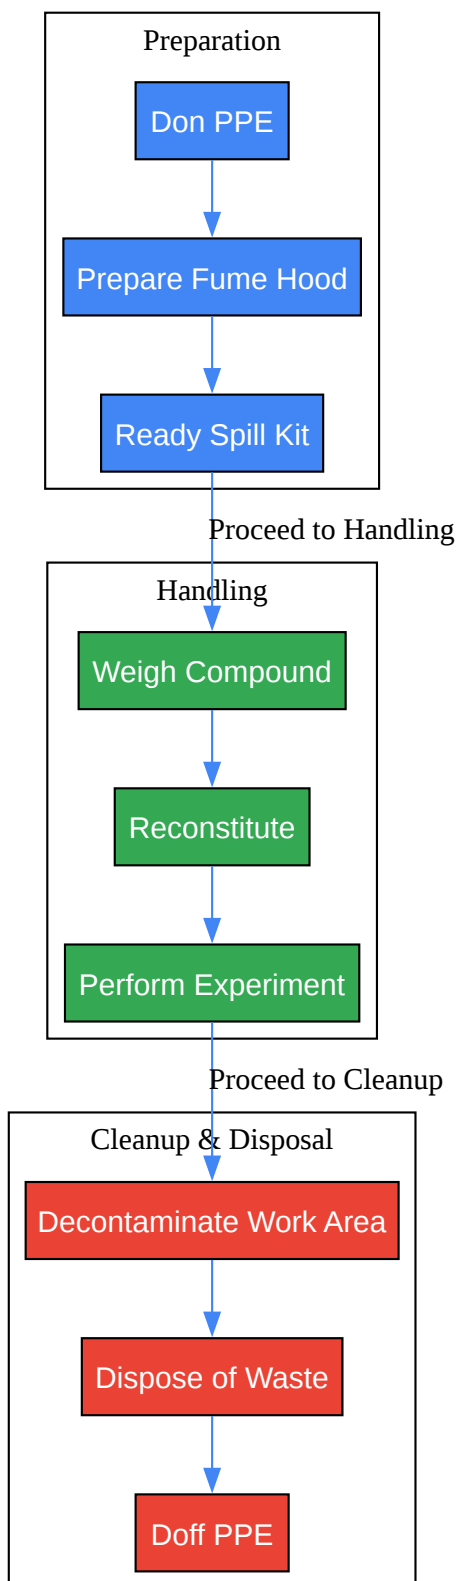 Preparation
Don PPE
Prepare Fume Hood
Ready Spill Kit
Proceed to Handling
Handling
Weigh Compound
Reconstitute
Perform Experiment
Proceed to Cleanup
Cleanup & Disposal
Decontaminate Work Area
Dispose of Waste
Doff PPE